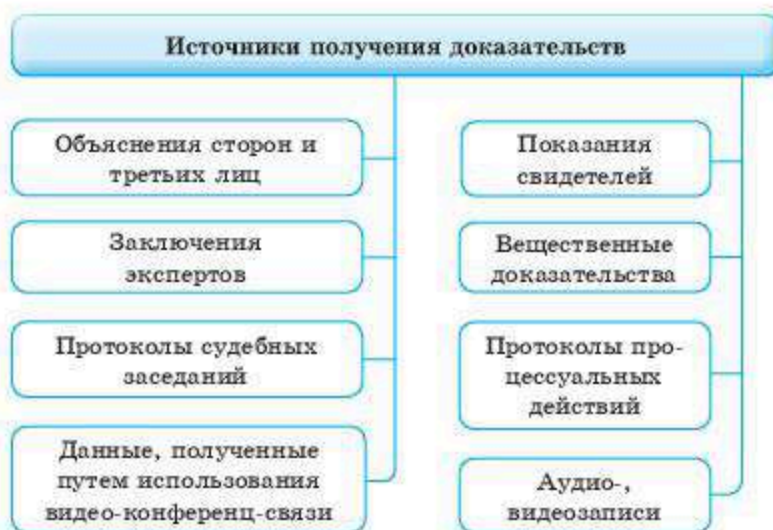 Источники получения доказательств
Объяснения сторон и
третьих лиц
Заключения
экспертов
Протоколы судебных
заседаний
Данные, полученные
путем использования
видео-конференц-связи
Показания
свидетелей
Вещественные
доказательства
Протоколы про-
цессуальных
действий
Аудио-,
видеозаписи